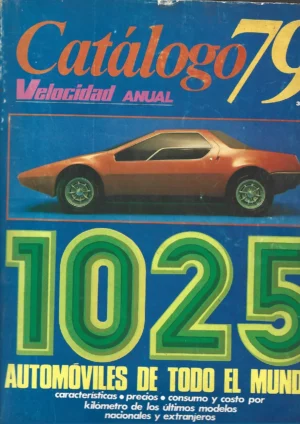 Catálogo 79
Velocidad ANUAL
1025
AUTOMÓVILES DE TODO EL MUND
características • precios • consumo y costo por
kilómetro de los últimos modelos
nacionales y extranjeros